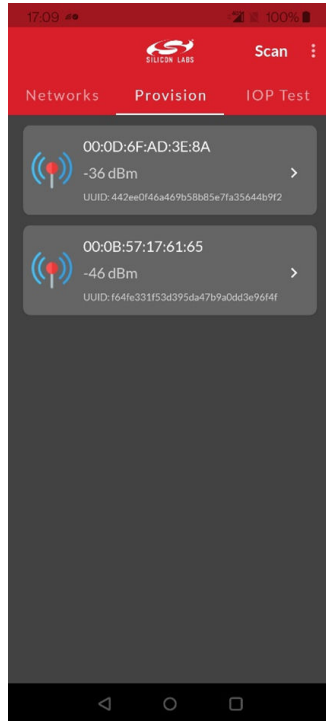 17:09
100%
SILICON LABS
Scan
Networks
Provision
IOP Test
00:0D:6F:AD:3E:8A
-36 dBm
UUID: 442ee0f46a469b58b85e7fa35644b9f2
00:0B:57:17:61:65
-46 dBm
UUID: f64fe331f53d395da47b9a0dd3e96f4f